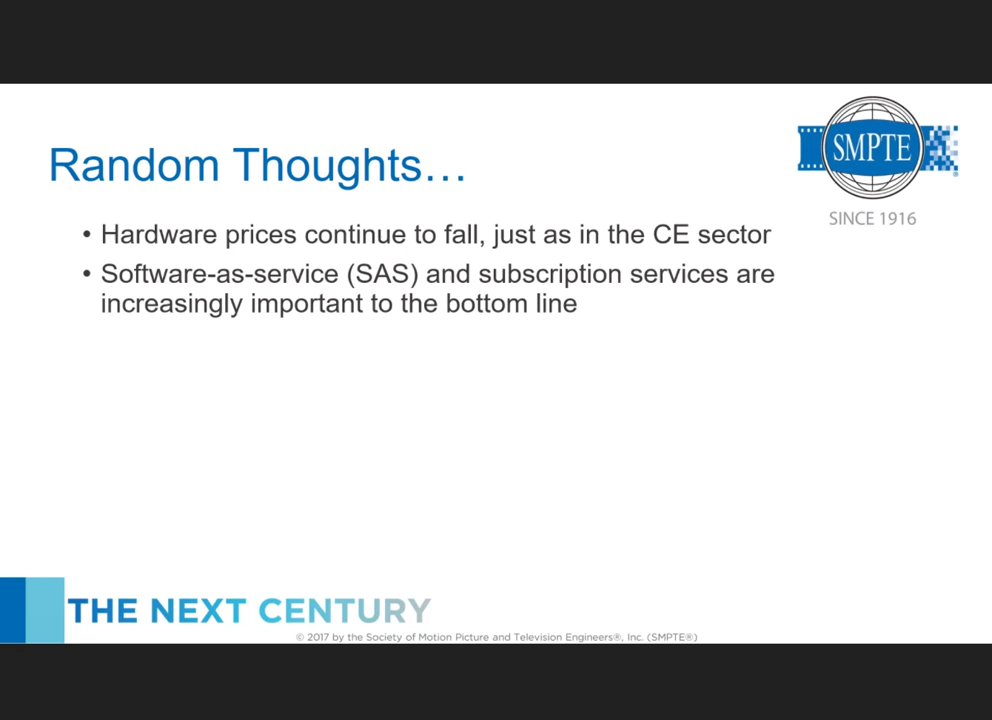 SMPTE
SINCE 1916
Random Thoughts…
• Hardware prices continue to fall, just as in the CE sector
• Software-as-service (SAS) and subscription services are
increasingly important to the bottom line
THE NEXT CENTURY
© 2017 by the Society of Motion Picture and Television Engineers®, Inc. (SMPTE®)